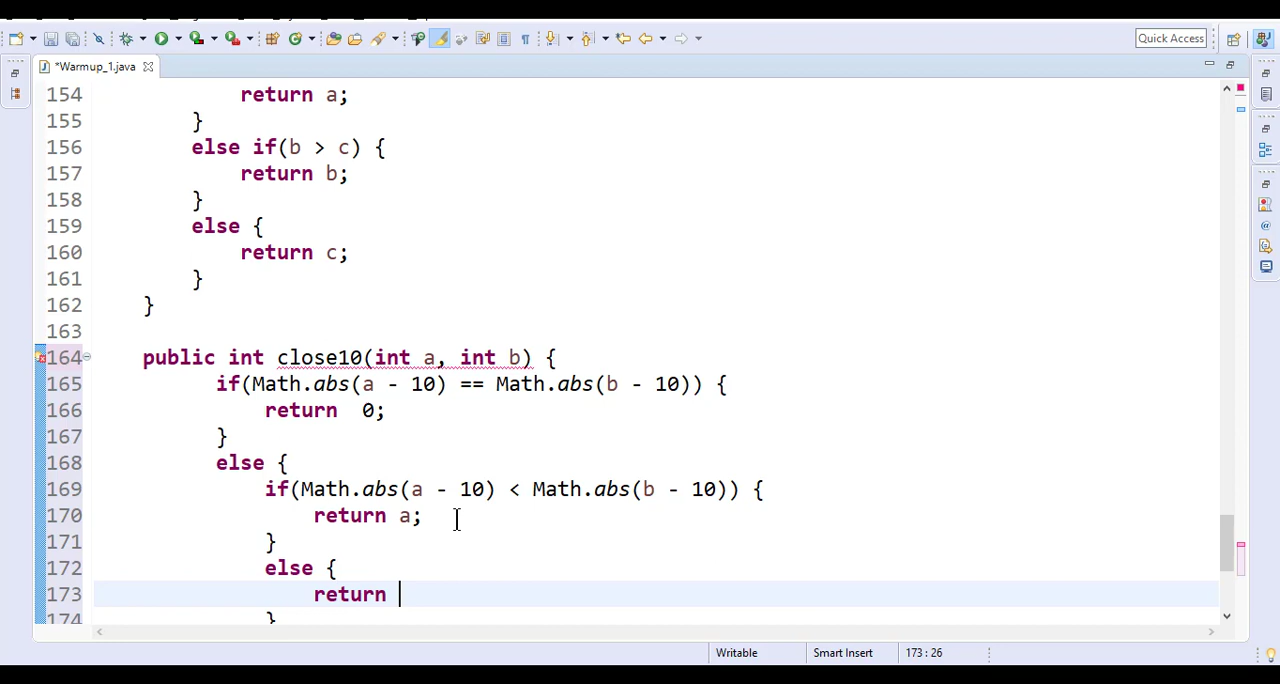 Quick Access
*Warmup_1.java
154 return a;
155 }
156 else if(b > c) {
157 return b;
158 }
159 else {
160 return c;
161 }
162 }
163
164 public int close10(int a, int b) {
165 if(Math.abs(a - 10) == Math.abs(b - 10)) {
166 return  0;
167 }
168 else {
169 if(Math.abs(a - 10) < Math.abs(b - 10)) {
170 return a;
171 }
172 else {
173 return
174 }
Writable Smart Insert 173 : 26